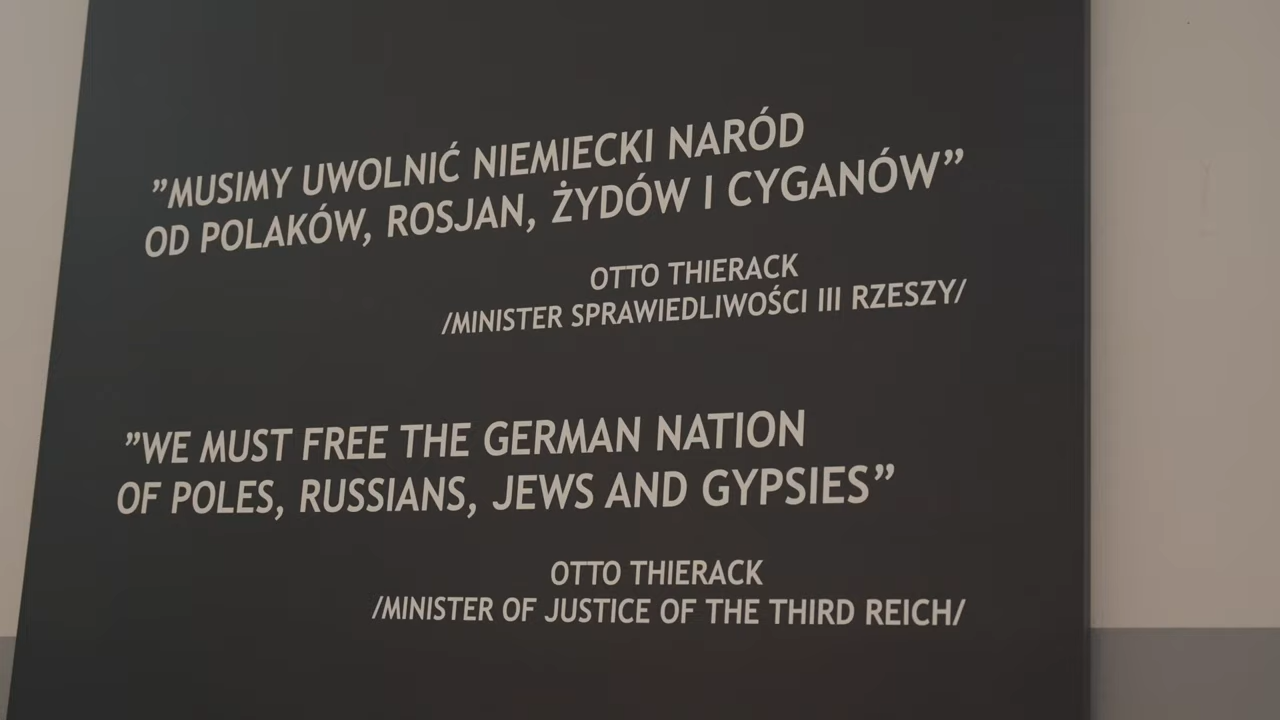 ”MUSIMY UWOLNIĆ NIEMIECKI NARÓD
OD POLAKÓW, ROSJAN, ŻYDÓW I CYGANÓW”
OTTO THIERACK
/MINISTER SPRAWIEDLIWOŚCI III RZESZY/
”WE MUST FREE THE GERMAN NATION
OF POLES, RUSSIANS, JEWS AND GYPSIES”
OTTO THIERACK
/MINISTER OF JUSTICE OF THE THIRD REICH/